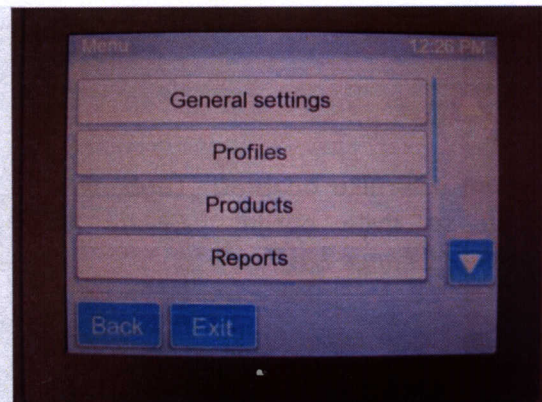 Menu 12:26 PM
General settings
Profiles
Products
Reports
Back Exit